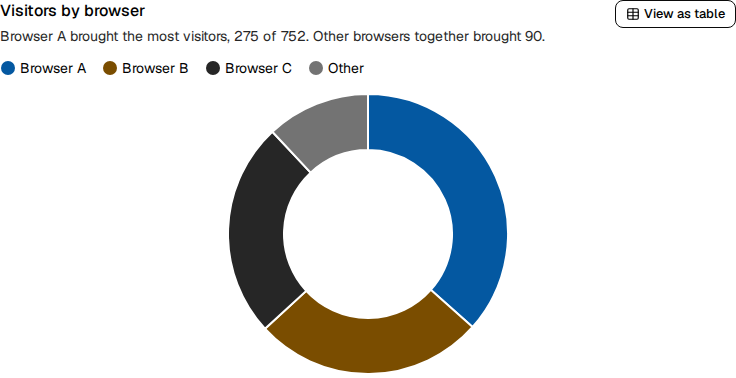 Visitors by browser
View as table
Browser A brought the most visitors, 275 of 752. Other browsers together brought 90.
Browser A
Browser B
Browser C
Other